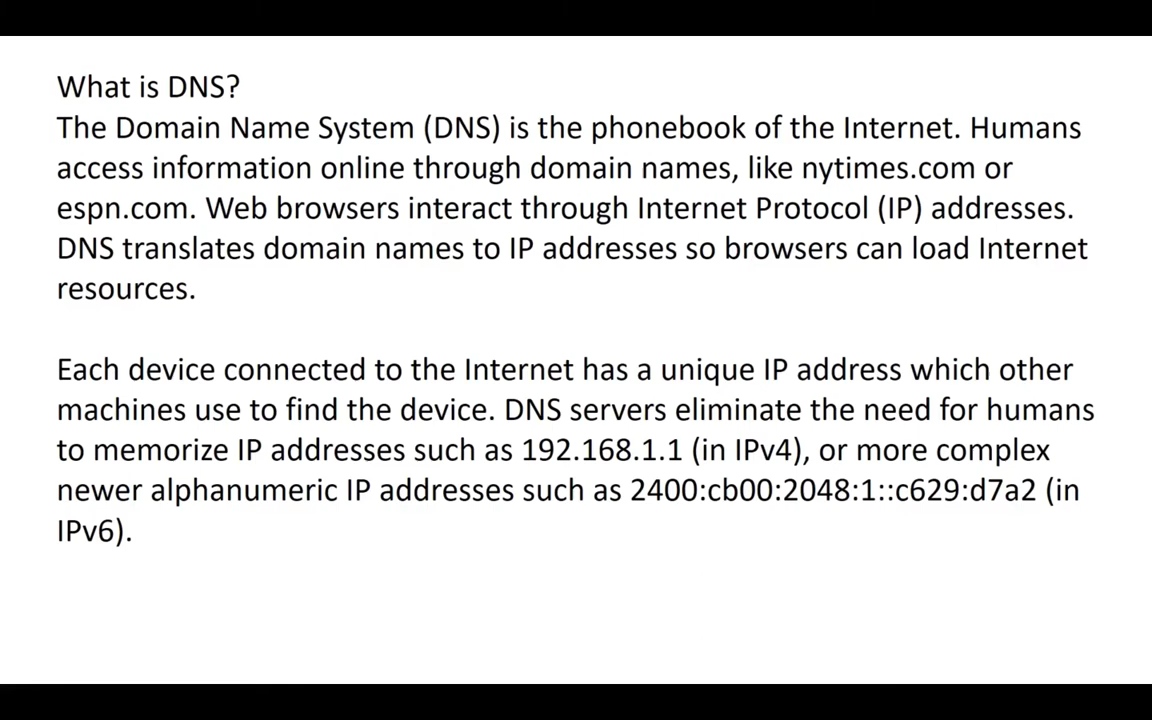 What is DNS?
The Domain Name System (DNS) is the phonebook of the Internet. Humans
access information online through domain names, like nytimes.com or
espn.com. Web browsers interact through Internet Protocol (IP) addresses.
DNS translates domain names to IP addresses so browsers can load Internet
resources.
Each device connected to the Internet has a unique IP address which other
machines use to find the device. DNS servers eliminate the need for humans
to memorize IP addresses such as 192.168.1.1 (in IPv4), or more complex
newer alphanumeric IP addresses such as 2400:cb00:2048:1::c629:d7a2 (in
IPv6).